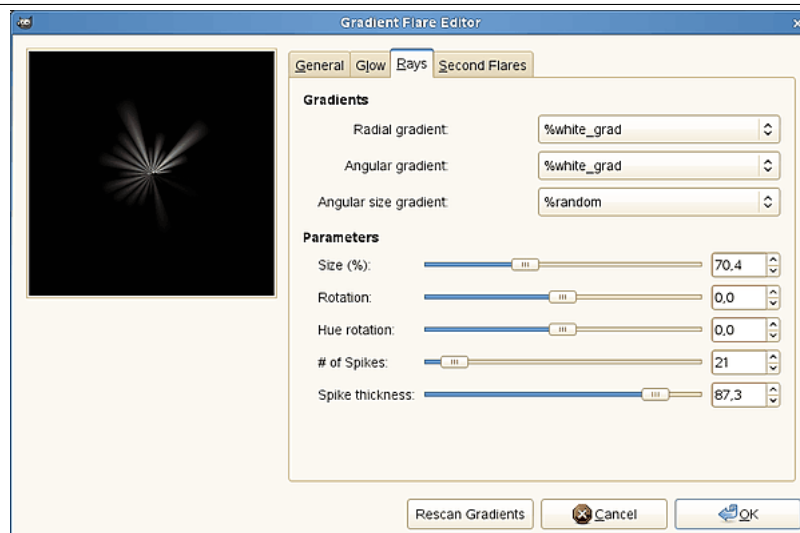 Gradient Flare Editor
General Glow Rays Second Flares
Gradients
Radial gradient: %white_grad
Angular gradient: %white_grad
Angular size gradient: %random
Parameters
Size (%): 70,4
Rotation: 0,0
Hue rotation: 0,0
# of Spikes: 21
Spike thickness: 87,3
Rescan Gradients Cancel OK